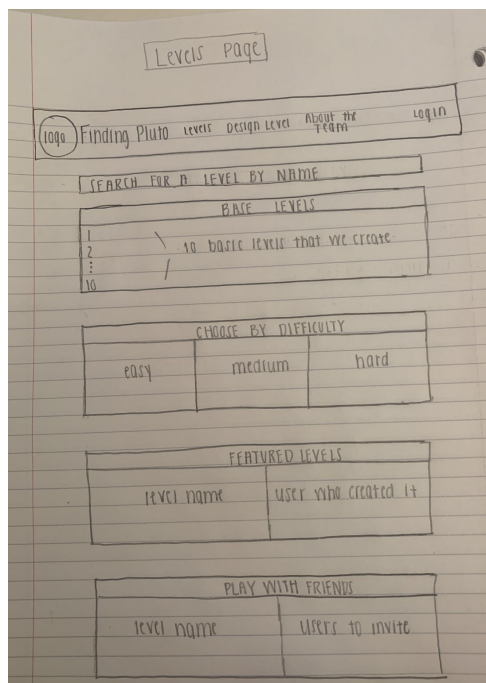 Levels Page
logo Finding Pluto Levels Design Level About the Team Login
SEARCH FOR A LEVEL BY NAME
BASE LEVELS
1
2 10 basic levels that we create
⋮
10
CHOOSE BY DIFFICULTY
easy medium hard
FEATURED LEVELS
level name user who created it
PLAY WITH FRIENDS
level name users to invite